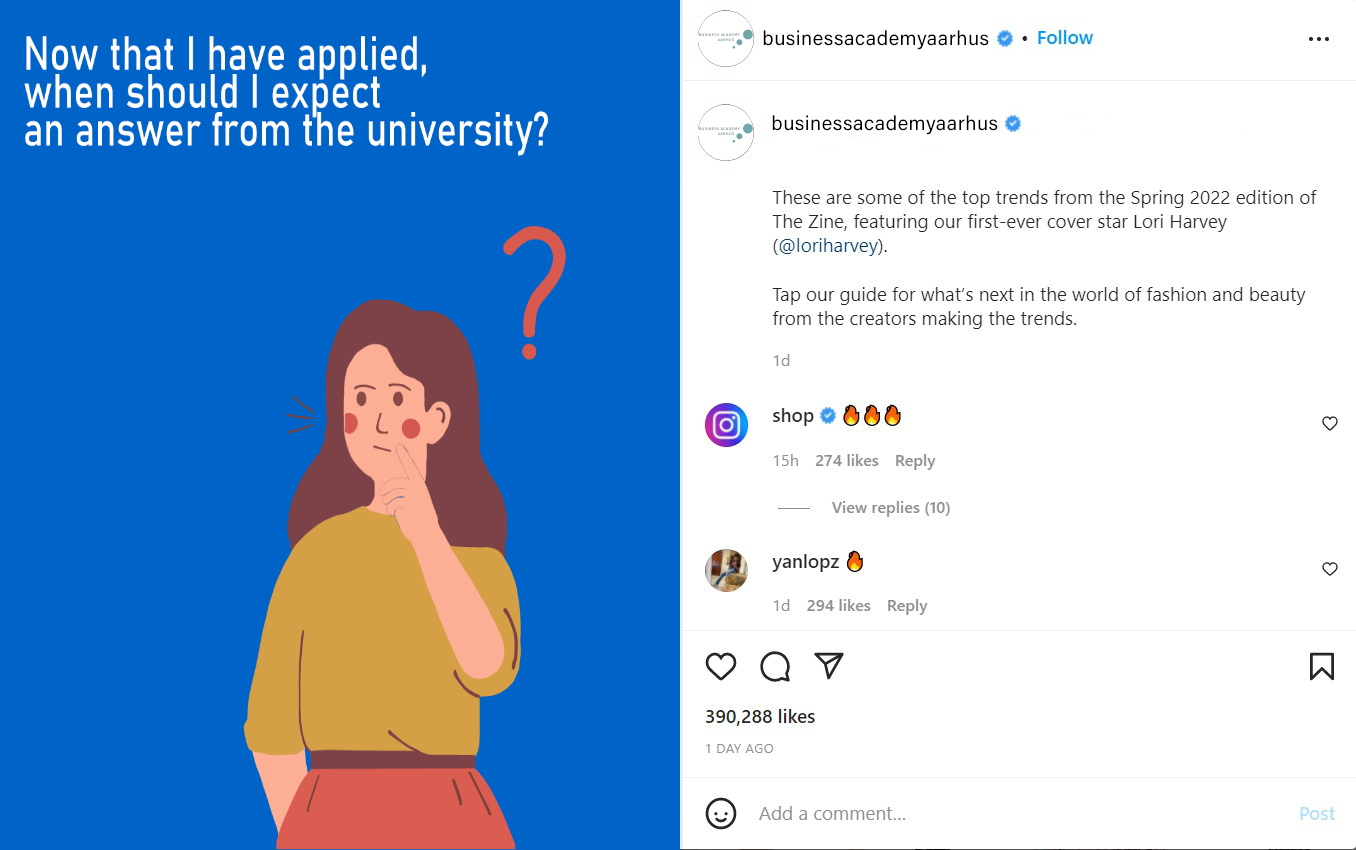 Now that I have applied,
when should I expect
an answer from the university?
BUSINESS ACADEMY
AARHUS
businessacademyaarhus • Follow
BUSINESS ACADEMY
AARHUS
businessacademyaarhus
These are some of the top trends from the Spring 2022 edition of
The Zine, featuring our first-ever cover star Lori Harvey
(@loriharvey).
Tap our guide for what's next in the world of fashion and beauty
from the creators making the trends.
1d
shop 🔥🔥🔥
15h 274 likes Reply
View replies (10)
yanlopz 🔥
1d 294 likes Reply
390,288 likes
1 DAY AGO
Add a comment... Post